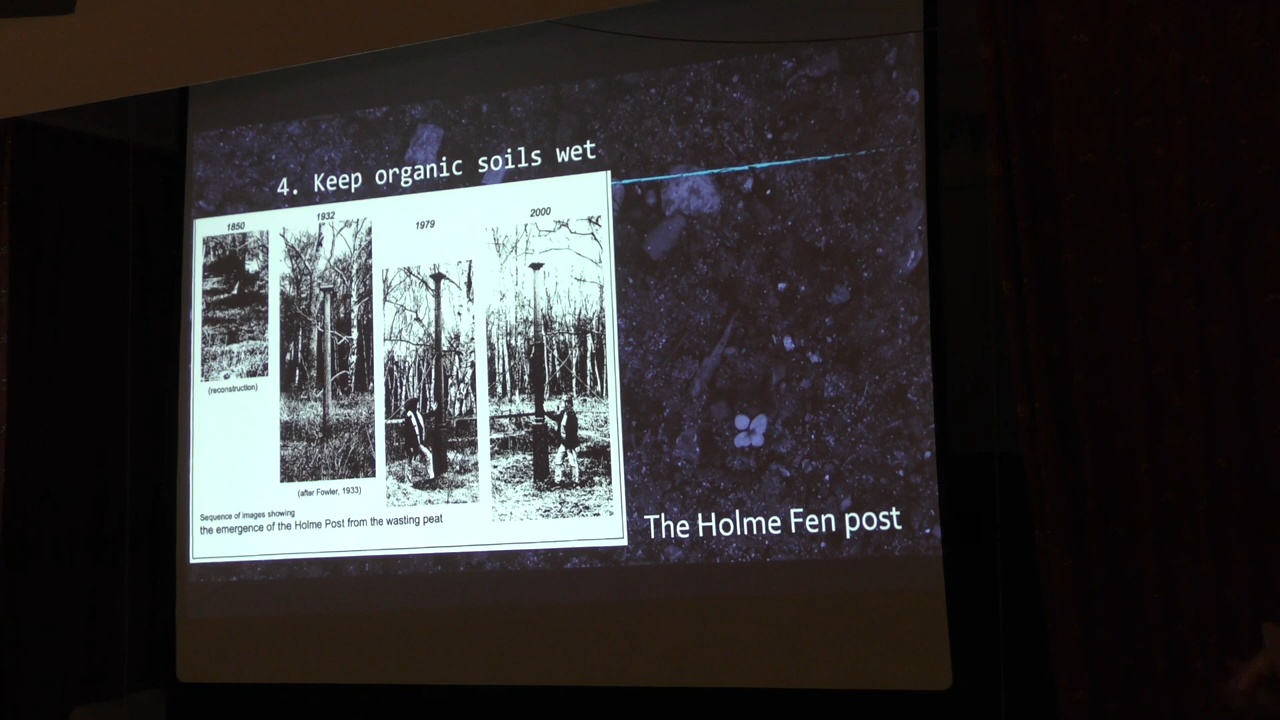 4. Keep organic soils wet
1850
1932
1979
2000
(reconstruction)
(after Fowler, 1933)
Sequence of images showing
the emergence of the Holme Post from the wasting peat
The Holme Fen post